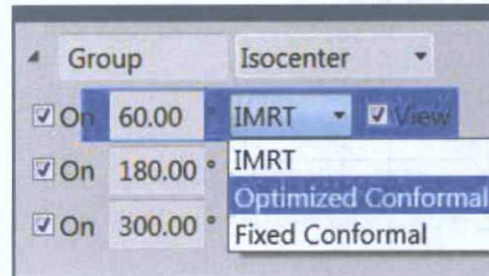 Group Isocenter
On 60.00 ° IMRT View
On 180.00 ° IMRT
Optimized Conformal
On 300.00 ° Fixed Conformal